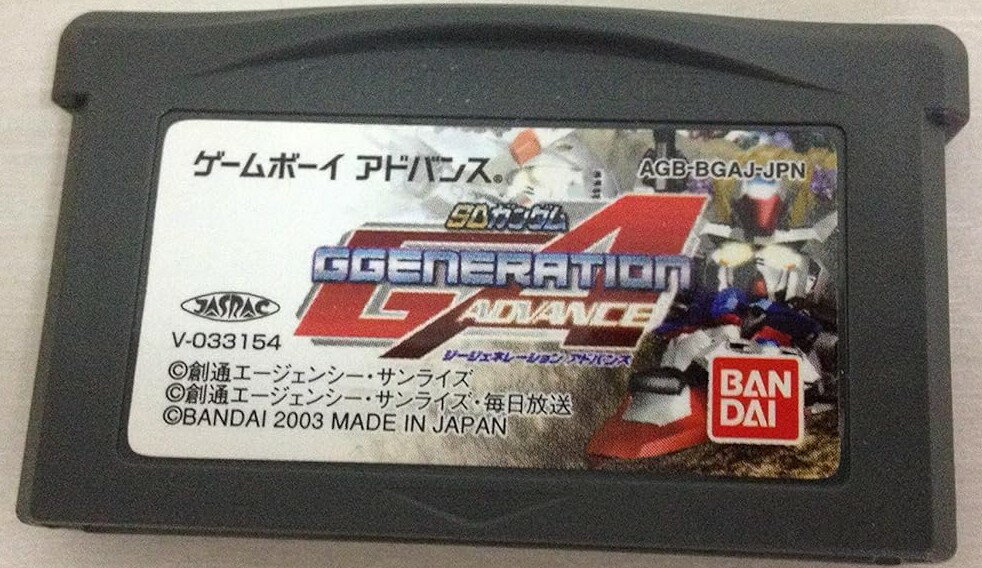 ゲームボーイ アドバンス®
AGB-BGAJ-JPN
SDガンダム
GGENERATION
ADVANCE
ジージェネレーション アドバンス
JASRAC
V-033154
©創通エージェンシー・サンライズ
©創通エージェンシー・サンライズ・毎日放送
©BANDAI 2003 MADE IN JAPAN
BAN
DAI